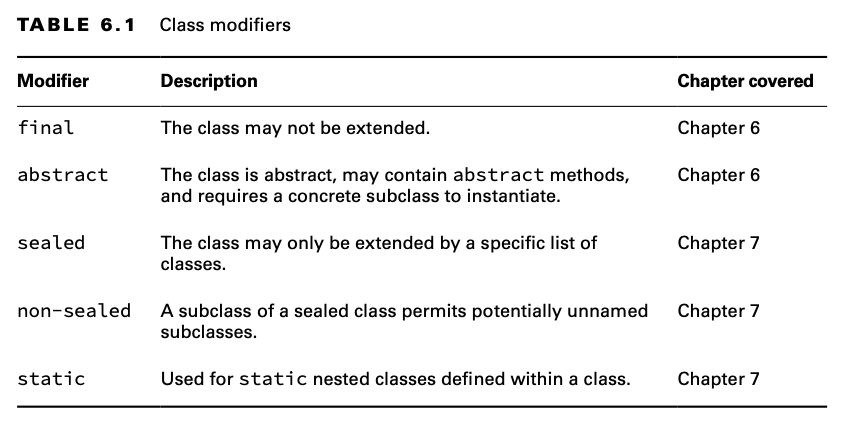 TABLE 6.1 Class modifiers
Modifier Description Chapter covered
final The class may not be extended. Chapter 6
abstract The class is abstract, may contain abstract methods, Chapter 6
and requires a concrete subclass to instantiate.
sealed The class may only be extended by a specific list of Chapter 7
classes.
non-sealed A subclass of a sealed class permits potentially unnamed Chapter 7
subclasses.
static Used for static nested classes defined within a class. Chapter 7